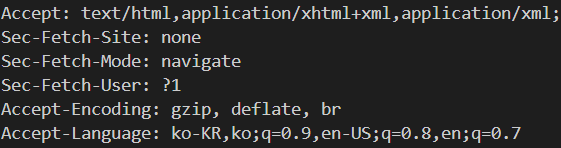 Accept: text/html,application/xhtml+xml,application/xml;
Sec-Fetch-Site: none
Sec-Fetch-Mode: navigate
Sec-Fetch-User: ?1
Accept-Encoding: gzip, deflate, br
Accept-Language: ko-KR,ko;q=0.9,en-US;q=0.8,en;q=0.7